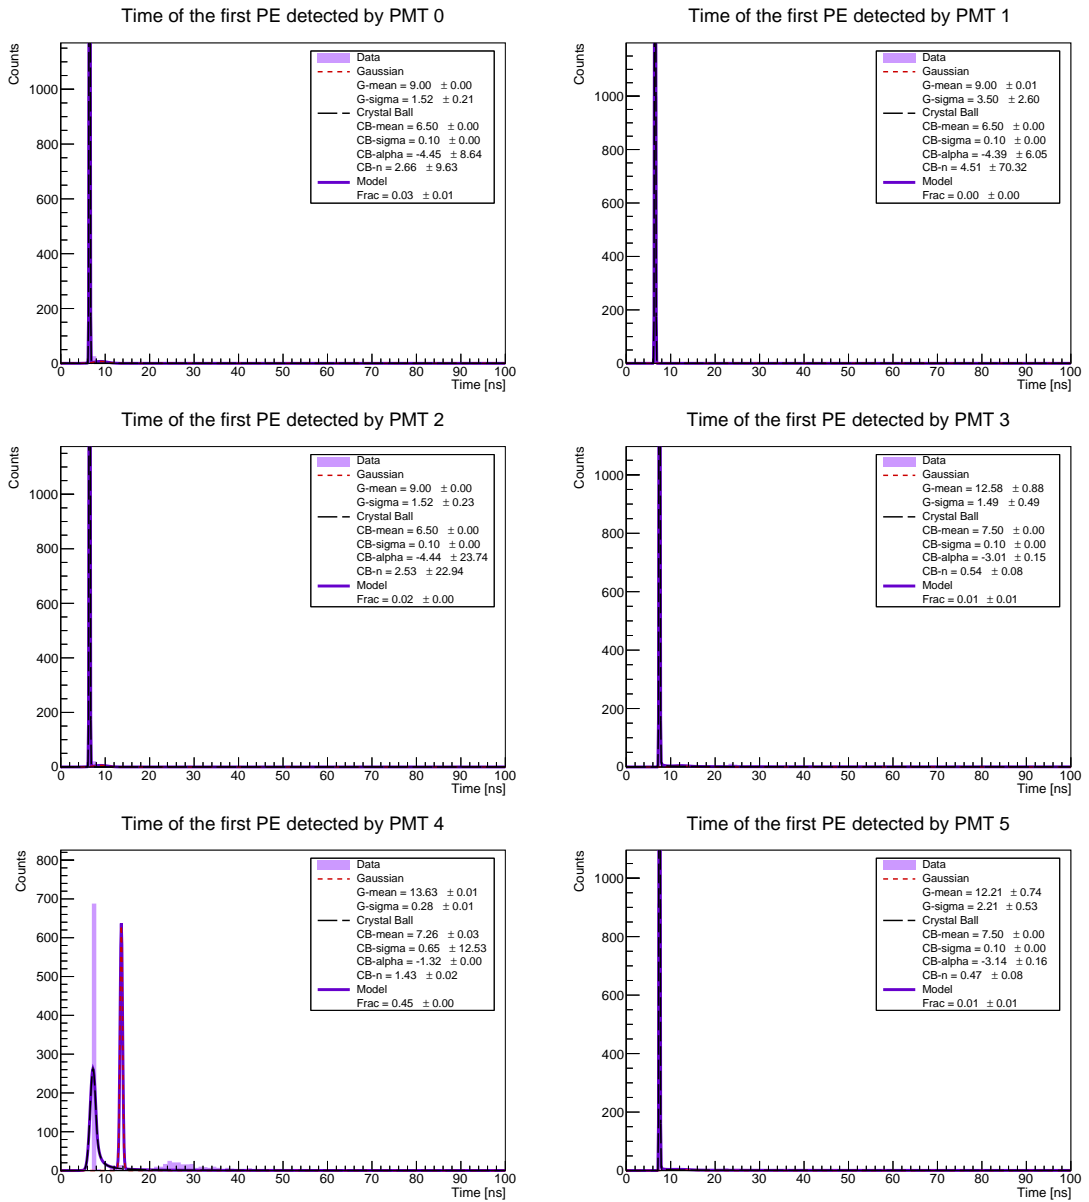 Time of the first PE detected by PMT 0
Counts
Data
Gaussian
G-mean = 9.00 ± 0.00
G-sigma = 1.52 ± 0.21
Crystal Ball
CB-mean = 6.50 ± 0.00
CB-sigma = 0.10 ± 0.00
CB-alpha = -4.45 ± 8.64
CB-n = 2.66 ± 9.63
Model
Frac = 0.03 ± 0.01
1000
800
600
400
200
0
0 10 20 30 40 50 60 70 80 90 100
Time [ns]
Time of the first PE detected by PMT 1
Counts
Data
Gaussian
G-mean = 9.00 ± 0.01
G-sigma = 3.50 ± 2.60
Crystal Ball
CB-mean = 6.50 ± 0.00
CB-sigma = 0.10 ± 0.00
CB-alpha = -4.39 ± 6.05
CB-n = 4.51 ± 70.32
Model
Frac = 0.00 ± 0.00
1000
800
600
400
200
0
0 10 20 30 40 50 60 70 80 90 100
Time [ns]
Time of the first PE detected by PMT 2
Counts
Data
Gaussian
G-mean = 9.00 ± 0.00
G-sigma = 1.52 ± 0.23
Crystal Ball
CB-mean = 6.50 ± 0.00
CB-sigma = 0.10 ± 0.00
CB-alpha = -4.44 ± 23.74
CB-n = 2.53 ± 22.94
Model
Frac = 0.02 ± 0.00
1000
800
600
400
200
0
0 10 20 30 40 50 60 70 80 90 100
Time [ns]
Time of the first PE detected by PMT 3
Counts
Data
Gaussian
G-mean = 12.58 ± 0.88
G-sigma = 1.49 ± 0.49
Crystal Ball
CB-mean = 7.50 ± 0.00
CB-sigma = 0.10 ± 0.00
CB-alpha = -3.01 ± 0.15
CB-n = 0.54 ± 0.08
Model
Frac = 0.01 ± 0.01
1000
800
600
400
200
0
0 10 20 30 40 50 60 70 80 90 100
Time [ns]
Time of the first PE detected by PMT 4
Counts
Data
Gaussian
G-mean = 13.63 ± 0.01
G-sigma = 0.28 ± 0.01
Crystal Ball
CB-mean = 7.26 ± 0.03
CB-sigma = 0.65 ± 12.53
CB-alpha = -1.32 ± 0.00
CB-n = 1.43 ± 0.02
Model
Frac = 0.45 ± 0.00
800
700
600
500
400
300
200
100
0
0 10 20 30 40 50 60 70 80 90 100
Time [ns]
Time of the first PE detected by PMT 5
Counts
Data
Gaussian
G-mean = 12.21 ± 0.74
G-sigma = 2.21 ± 0.53
Crystal Ball
CB-mean = 7.50 ± 0.00
CB-sigma = 0.10 ± 0.00
CB-alpha = -3.14 ± 0.16
CB-n = 0.47 ± 0.08
Model
Frac = 0.01 ± 0.01
1000
800
600
400
200
0
0 10 20 30 40 50 60 70 80 90 100
Time [ns]